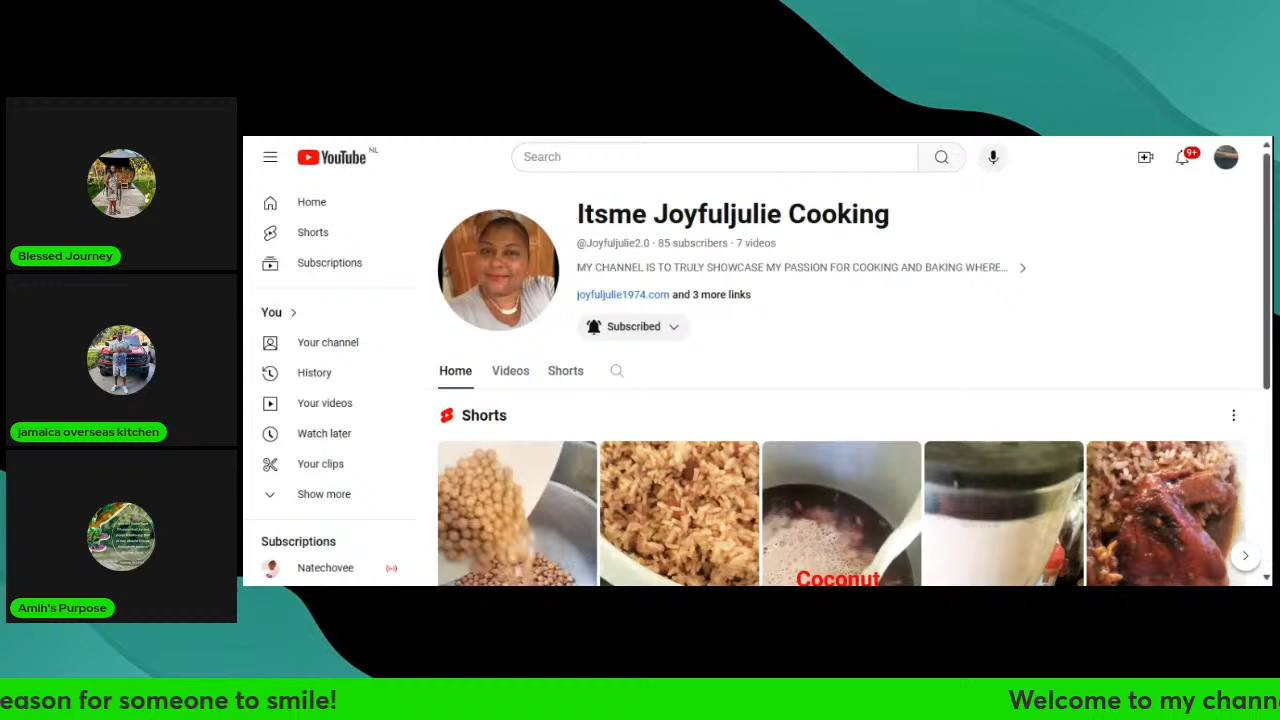 Blessed Journey
jamaica overseas kitchen
Amih's Purpose
YouTube NL
Search
9+
Home
Shorts
Subscriptions
You
Your channel
History
Your videos
Watch later
Your clips
Show more
Subscriptions
Natechovee
Itsme Joyfuljulie Cooking
@Joyfuljulie2.0 · 85 subscribers · 7 videos
MY CHANNEL IS TO TRULY SHOWCASE MY PASSION FOR COOKING AND BAKING WHERE...
joyfuljulie1974.com and 3 more links
Subscribed
Home Videos Shorts
Shorts
Coconut
eason for someone to smile!
Welcome to my chann